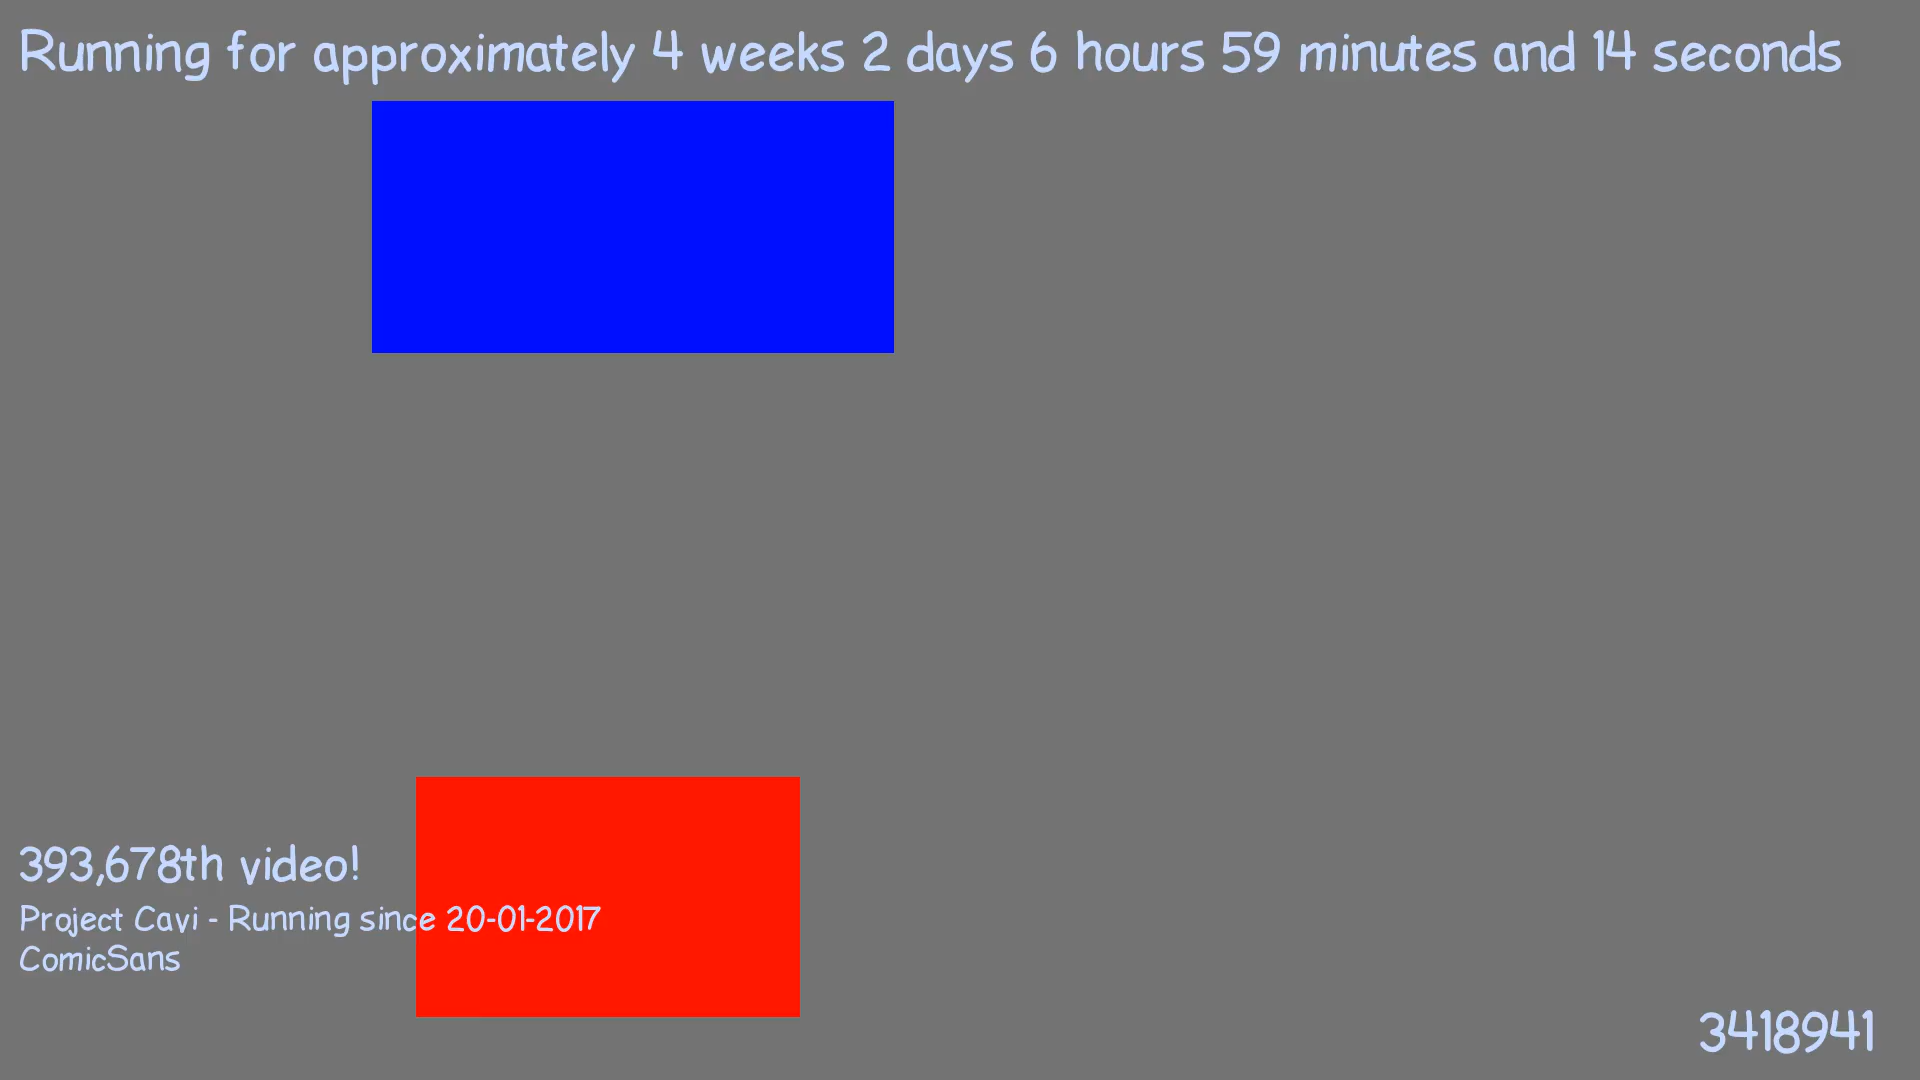 Running for approximately 4 weeks 2 days 6 hours 59 minutes and 14 seconds
393,678th video!
Project Cavi - Running since 20-01-2017
ComicSans
3418941